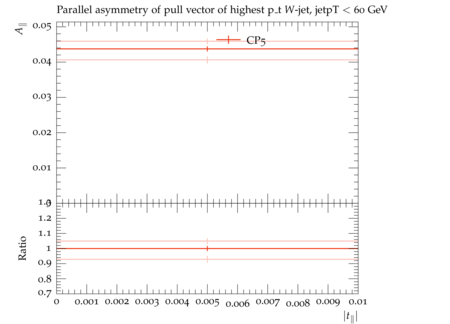 Parallel asymmetry of pull vector of highest p_t W-jet, jetpT < 60 GeV
A∥
0.05
CP5
0.04
0.03
0.02
0.01
0
1.3
1.2
1.1
1
0.9
0.8
0.7
Ratio
0 0.001 0.002 0.003 0.004 0.005 0.006 0.007 0.008 0.009 0.01
|t∥|